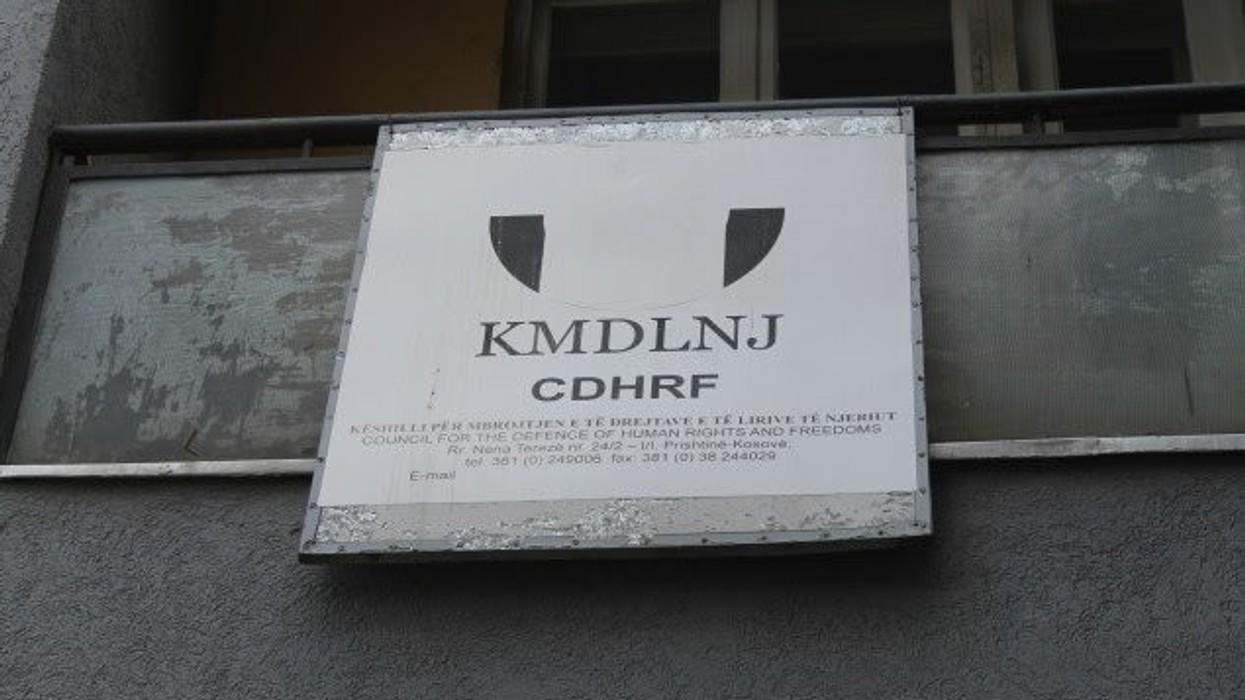 KMDLNJ
CDHRF
KËSHILLI PËR MBROJTJEN E TË DREJTAVE E TË LIRIVE TË NJERIUT
COUNCIL FOR THE DEFENCE OF HUMAN RIGHTS AND FREEDOMS
Rr. Nëna Terezë nr. 24/2 – I/I, Prishtinë-Kosovë,
tel: 381 (0) 249006 fax: 381 (0) 38 244029
E-mail